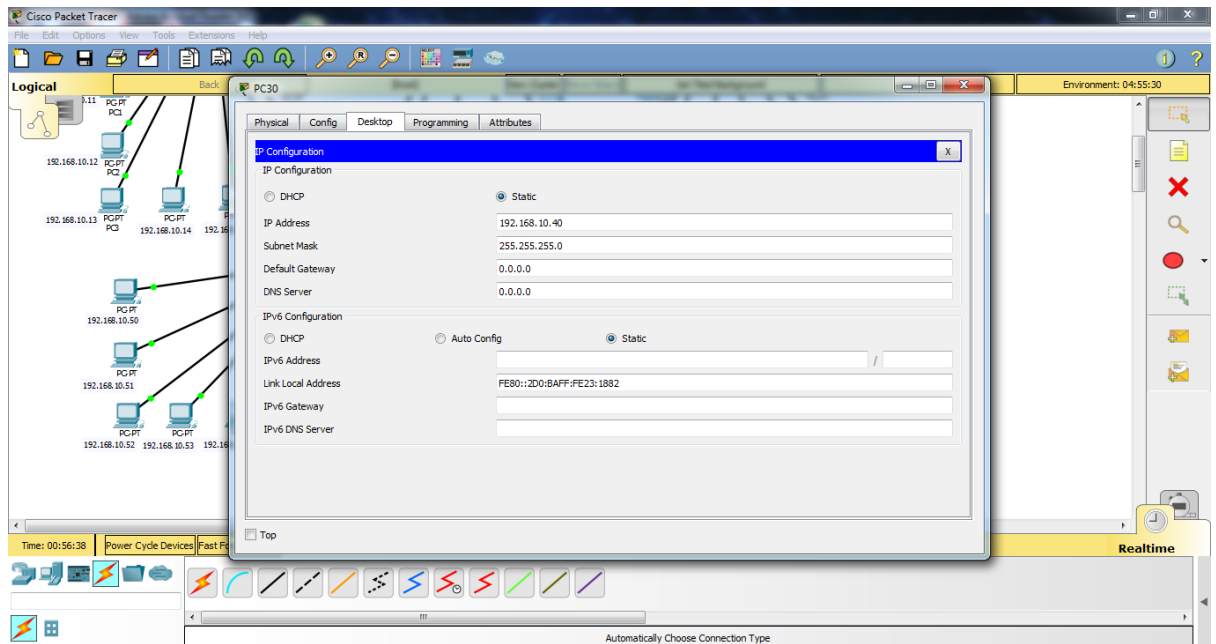 Cisco Packet Tracer
File Edit Options View Tools Extensions Help
Logical
Back
Environment: 04:55:30
PC30
Physical Config Desktop Programming Attributes
IP Configuration
X
IP Configuration
DHCP Static
IP Address 192.168.10.40
Subnet Mask 255.255.255.0
Default Gateway 0.0.0.0
DNS Server 0.0.0.0
IPv6 Configuration
DHCP Auto Config Static
IPv6 Address /
Link Local Address FE80::2D0:BAFF:FE23:1882
IPv6 Gateway
IPv6 DNS Server
Top
PC-PT
PC1
192.168.10.12 PC-PT
PC2
192.168.10.13 PC-PT
PC3
PC-PT
192.168.10.14
PC-PT
192.168.10.50
PC-PT
192.168.10.51
PC-PT PC-PT
192.168.10.52 192.168.10.53
Time: 00:56:38 Power Cycle Devices
Realtime
Automatically Choose Connection Type